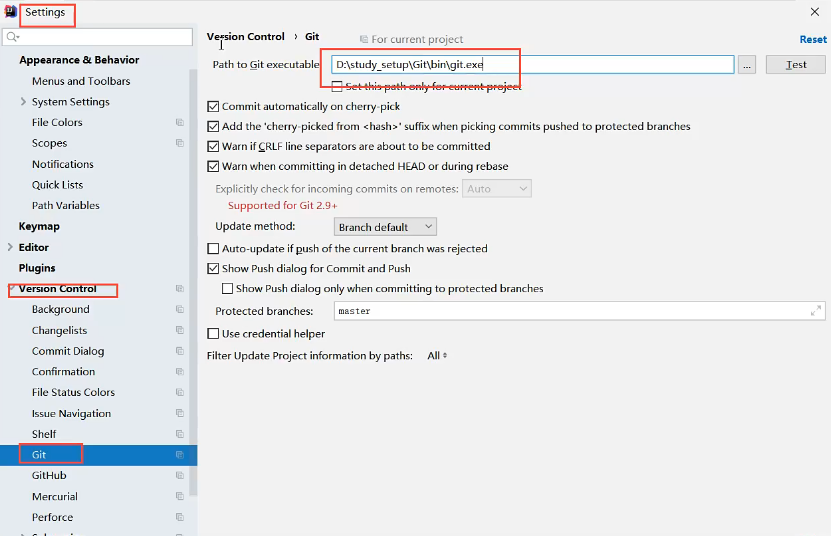 Settings
Version Control › Git
For current project
Reset
Appearance & Behavior
Path to Git executable
D:\study_setup\Git\bin\git.exe
...
Test
Menus and Toolbars
Set this path only for current project
System Settings
Commit automatically on cherry-pick
File Colors
Add the 'cherry-picked from <hash>' suffix when picking commits pushed to protected branches
Scopes
Warn if CRLF line separators are about to be committed
Notifications
Warn when committing in detached HEAD or during rebase
Quick Lists
Explicitly check for incoming commits on remotes: Auto
Path Variables
Supported for Git 2.9+
Keymap
Update method: Branch default
Editor
Auto-update if push of the current branch was rejected
Plugins
Show Push dialog for Commit and Push
Version Control
Show Push dialog only when committing to protected branches
Background
Protected branches: master
Changelists
Use credential helper
Commit Dialog
Filter Update Project information by paths: All
Confirmation
File Status Colors
Issue Navigation
Shelf
Git
GitHub
Mercurial
Perforce